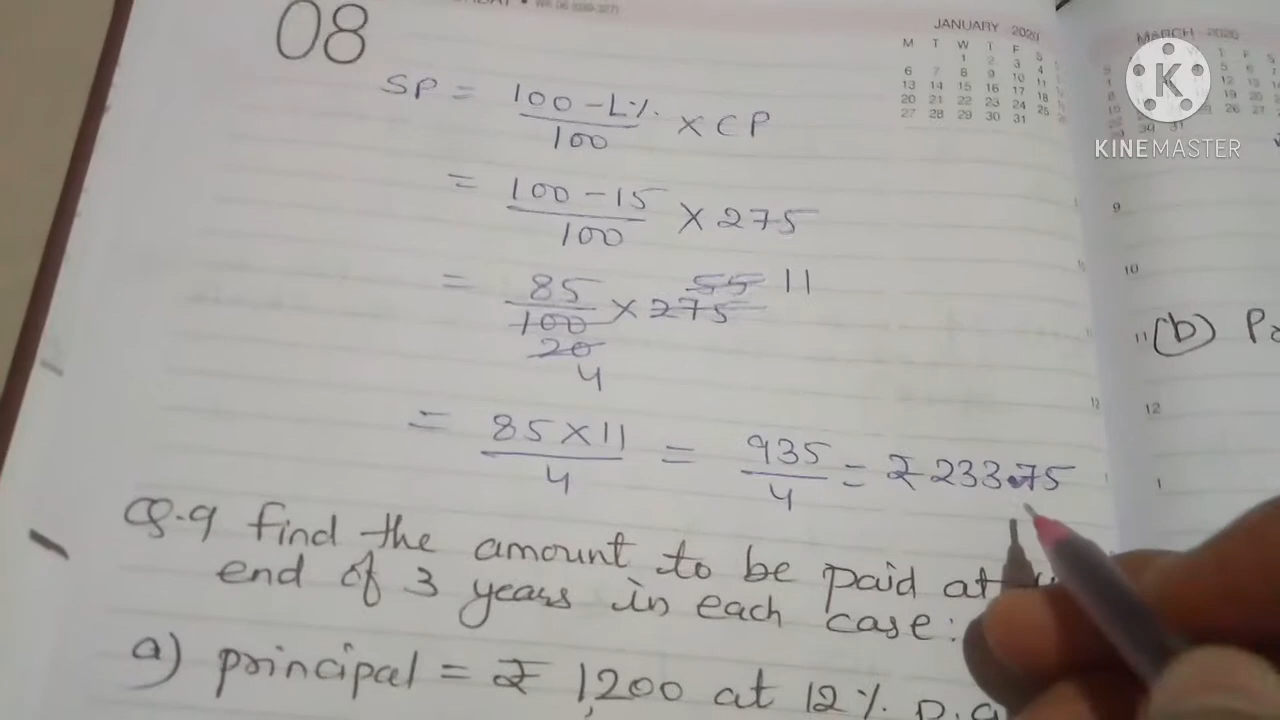 08
SP = 100 - L% / 100 × CP
= 100 - 15 / 100 × 275
= 85 / 100 × 275 55 11
20
4
= 85 × 11 / 4 = 935 / 4 = ₹ 233.75
Q.9 find the amount to be paid at
end of 3 years in each case:
a) principal = ₹ 1,200 at 12% p.a
JANUARY 2020
M T W T F S
1 2 3 4
6 7 8 9 10 11
13 14 15 16 17 18
20 21 22 23 24 25
27 28 29 30 31
MARCH 2020
30 31
K
KINEMASTER
9
10
11 (b)
12
1